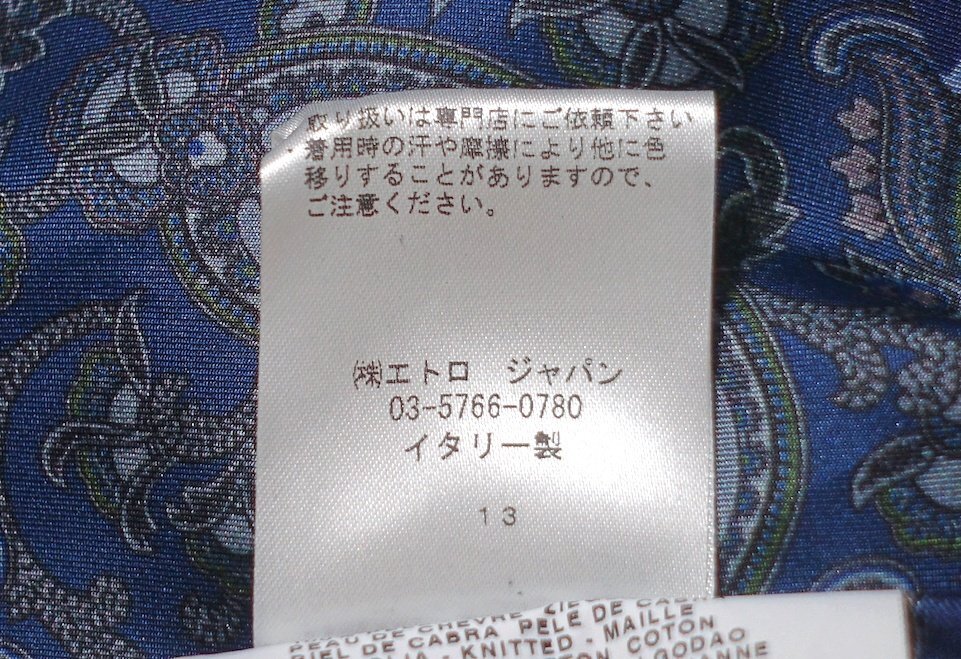 ・取り扱いは専門店にご依頼下さい
・着用時の汗や摩擦により他に色
移りすることがありますので、
ご注意ください。
㈱エトロ ジャパン
03-5766-0780
イタリー製
13
PEAU DE CHEVRE
PIEL DE CABRA PELE DE
KNITTED - MAILLE
COTON